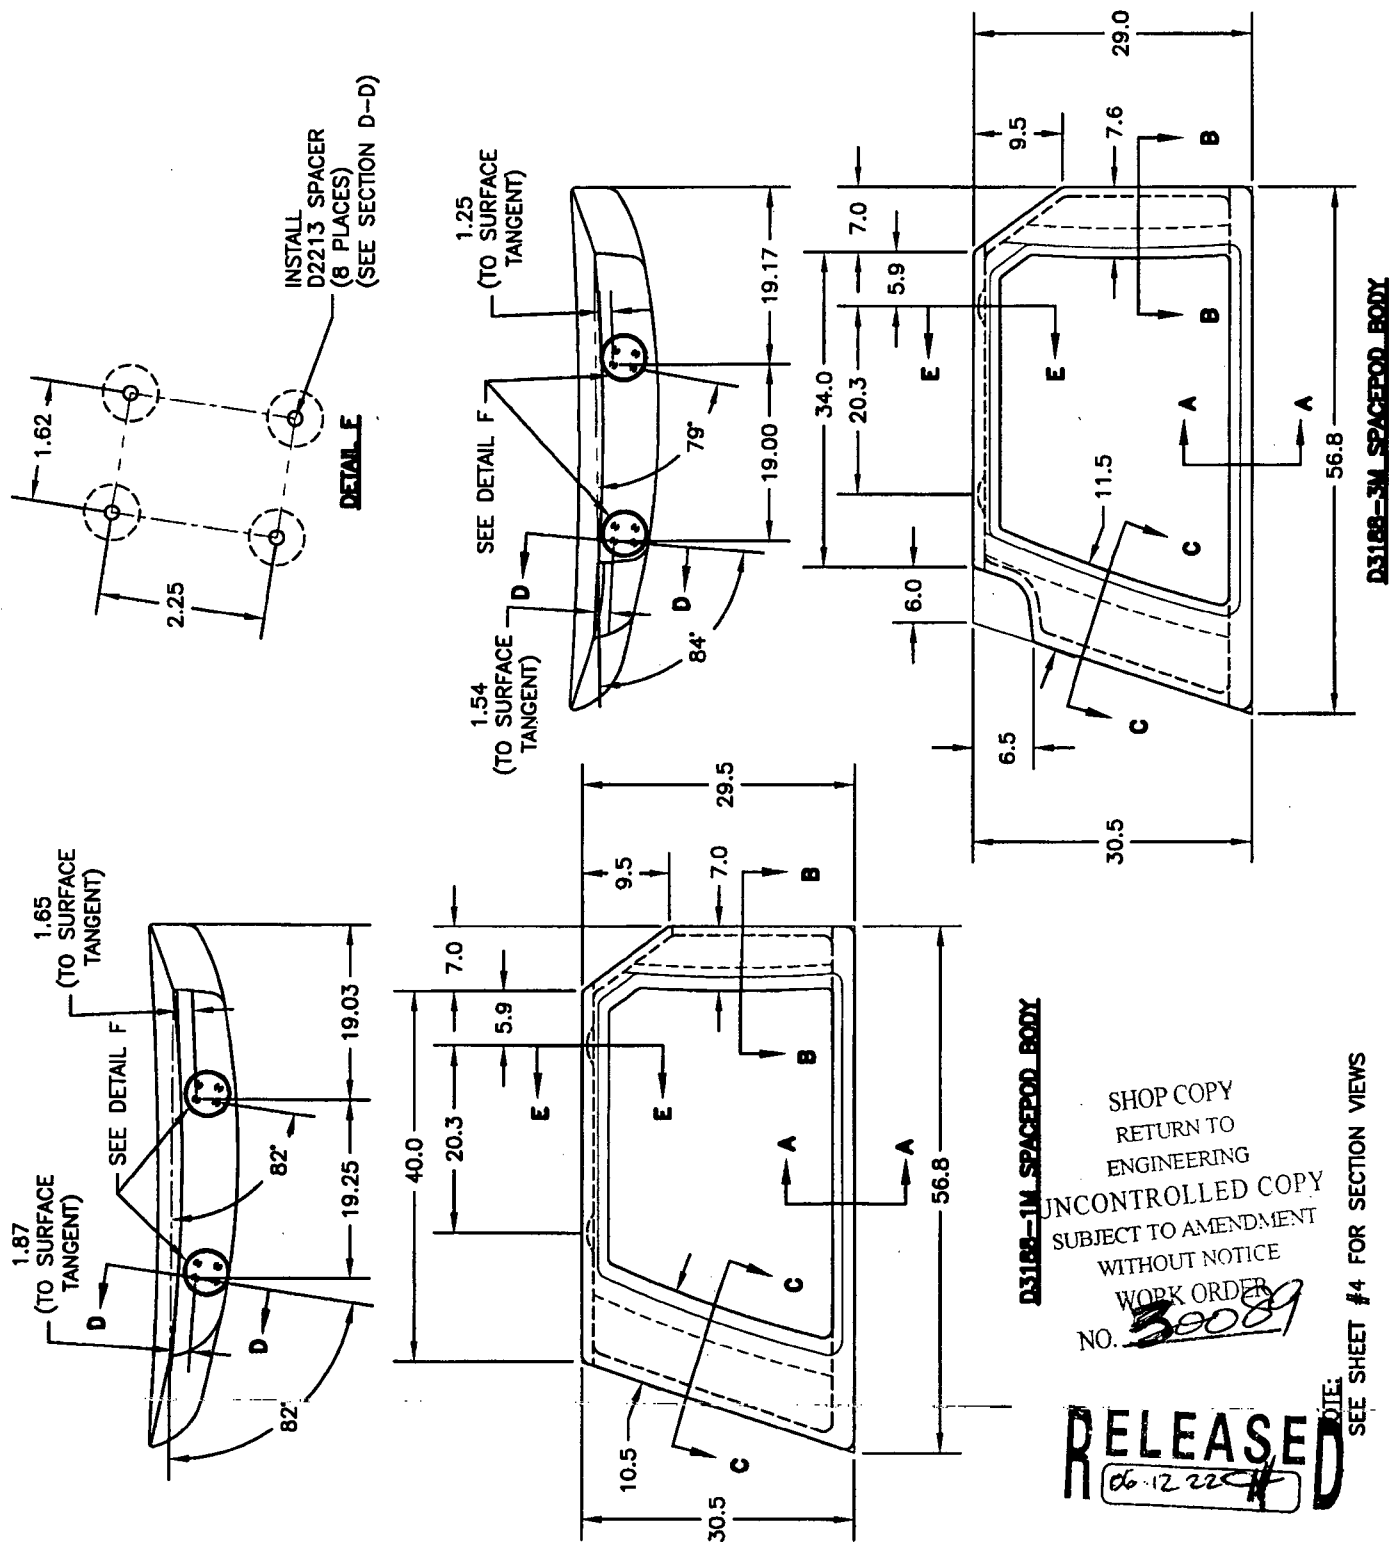 1.62
2.25
INSTALL
D2213 SPACER
(8 PLACES)
(SEE SECTION D-D)
DETAIL F
1.87
(TO SURFACE
TANGENT)
1.65
(TO SURFACE
TANGENT)
SEE DETAIL F
D
D
82°
82°
19.25
19.03
40.0
7.0
20.3
5.9
9.5
29.5
E
E
7.0
B
B
A
A
C
C
10.5
30.5
56.8
D3188-1M SPACEPOD BODY
1.54
(TO SURFACE
TANGENT)
1.25
(TO SURFACE
TANGENT)
SEE DETAIL F
D
D
84°
79°
19.00
19.17
34.0
7.0
6.0
20.3
5.9
9.5
29.0
E
E
7.6
B
B
A
A
11.5
C
C
6.5
30.5
56.8
D3188-3M SPACEPOD BODY
SHOP COPY
RETURN TO
ENGINEERING
UNCONTROLLED COPY
SUBJECT TO AMENDMENT
WITHOUT NOTICE
WORK ORDER
NO. 30089
RELEASED
06.12.22
NOTE:
SEE SHEET #4 FOR SECTION VIEWS